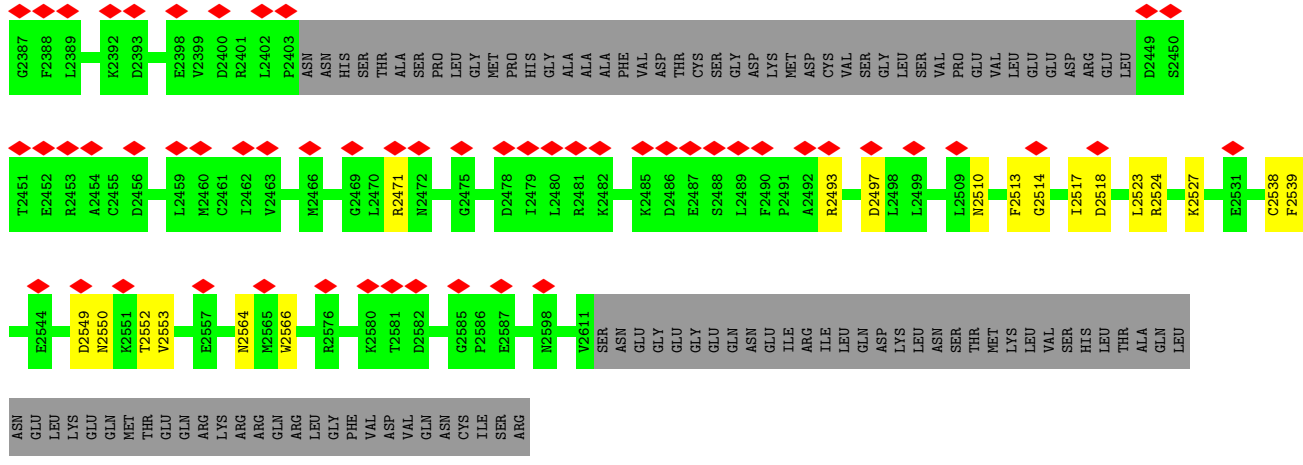 G2387 F2388 L2389 K2392 D2393 E2398 V2399 D2400 R2401 L2402 P2403 ASN ASN HIS SER THR ALA SER PRO LEU GLY MET PRO HIS GLY ALA ALA ALA PHE VAL ASP THR CYS SER GLY ASP LYS MET ASP CYS VAL SER GLY LEU SER VAL PRO GLU VAL LEU GLU GLU ASP ARG GLU LEU D2449 S2450
T2451 E2452 R2453 A2454 C2455 D2456 L2459 M2460 C2461 I2462 V2463 M2466 G2469 L2470 R2471 N2472 G2475 D2478 I2479 L2480 R2481 K2482 K2485 D2486 E2487 S2488 L2489 F2490 P2491 A2492 R2493 D2497 L2498 L2499 L2509 N2510 F2513 G2514 I2517 D2518 L2523 R2524 K2527 E2531 C2538 F2539
E2544 D2549 N2550 K2551 T2552 V2553 E2557 N2564 M2565 W2566 R2576 K2580 T2581 D2582 G2585 P2586 E2587 N2598 V2611 SER ASN GLU GLY GLU GLY GLU GLN ASN GLU ILE ARG ILE LEU GLN ASP LYS LEU ASN SER THR MET LYS LEU VAL SER HIS LEU THR ALA GLN LEU
ASN GLU LEU LYS GLU GLN MET THR GLU GLN ARG LYS ARG ARG GLN ARG LEU GLY PHE VAL ASP VAL GLN ASN CYS ILE SER ARG